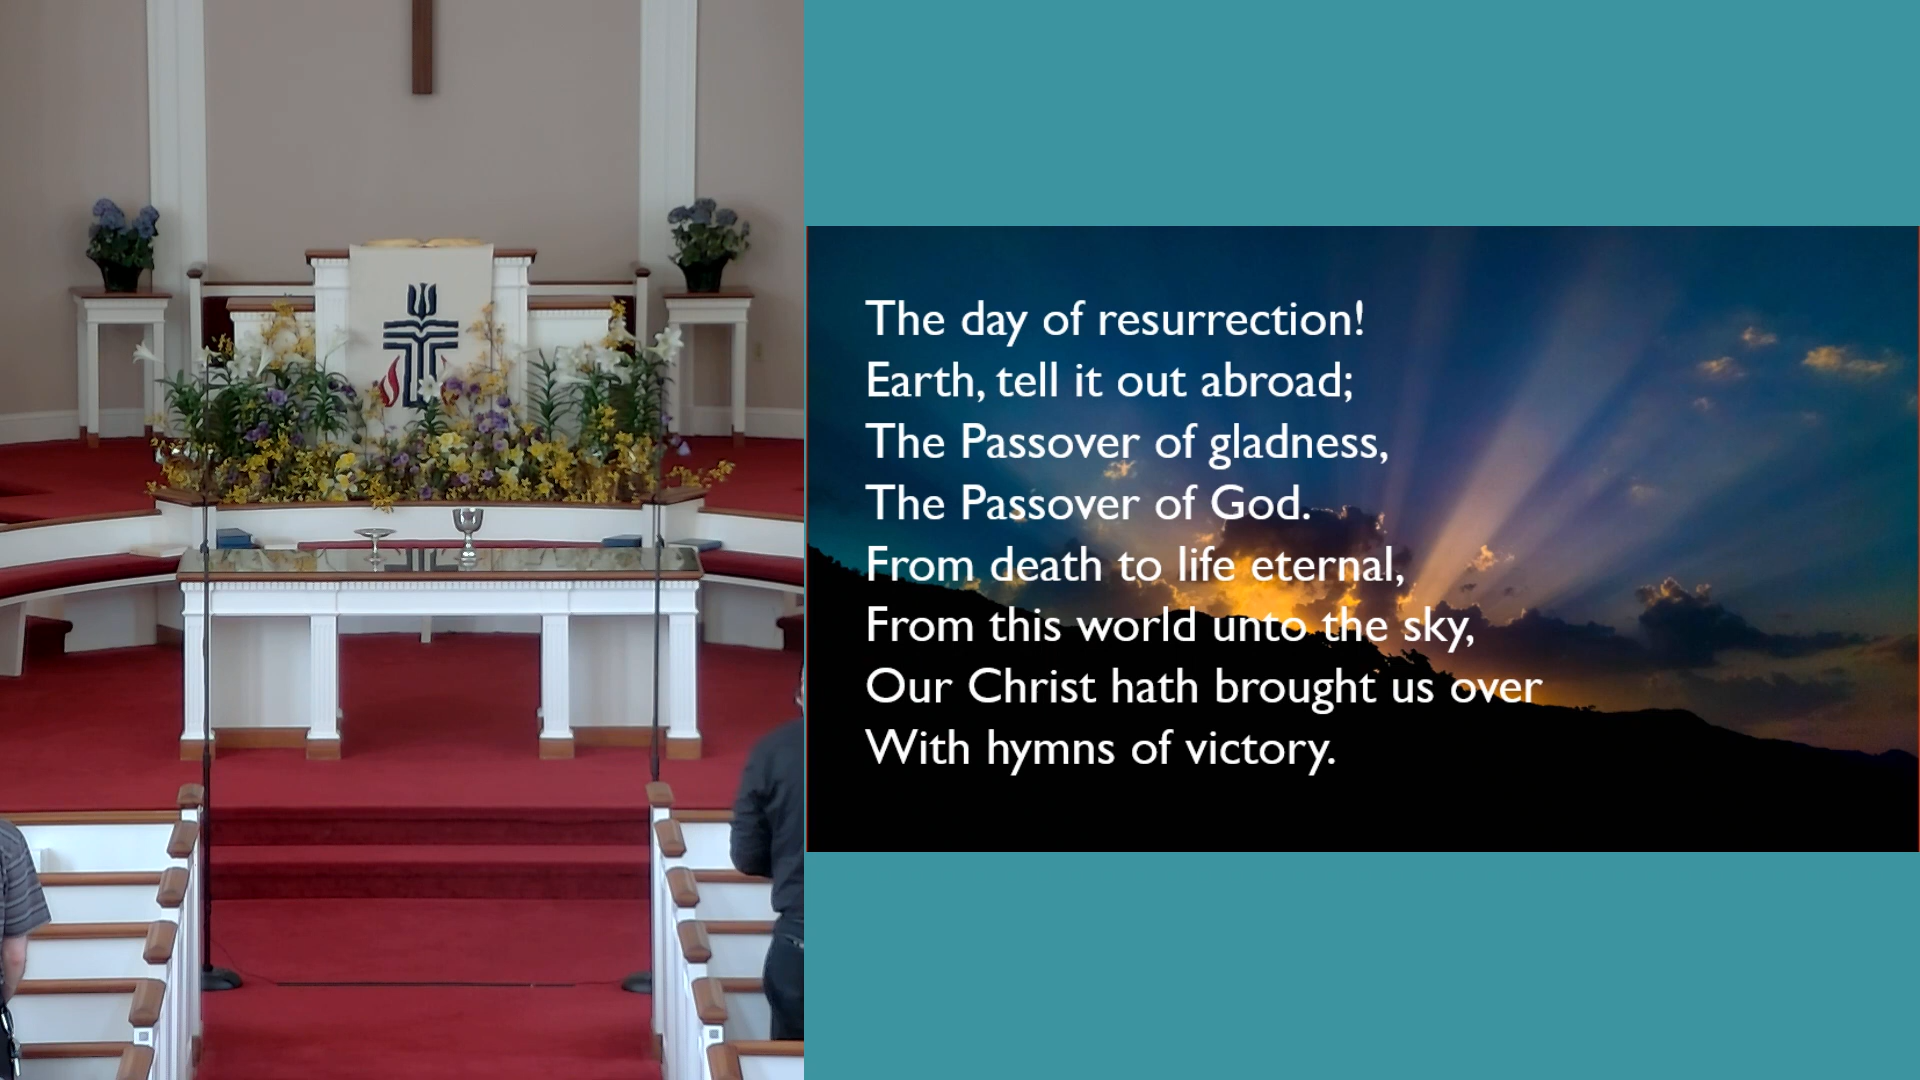 The day of resurrection!
Earth, tell it out abroad;
The Passover of gladness,
The Passover of God.
From death to life eternal,
From this world unto the sky,
Our Christ hath brought us over
With hymns of victory.